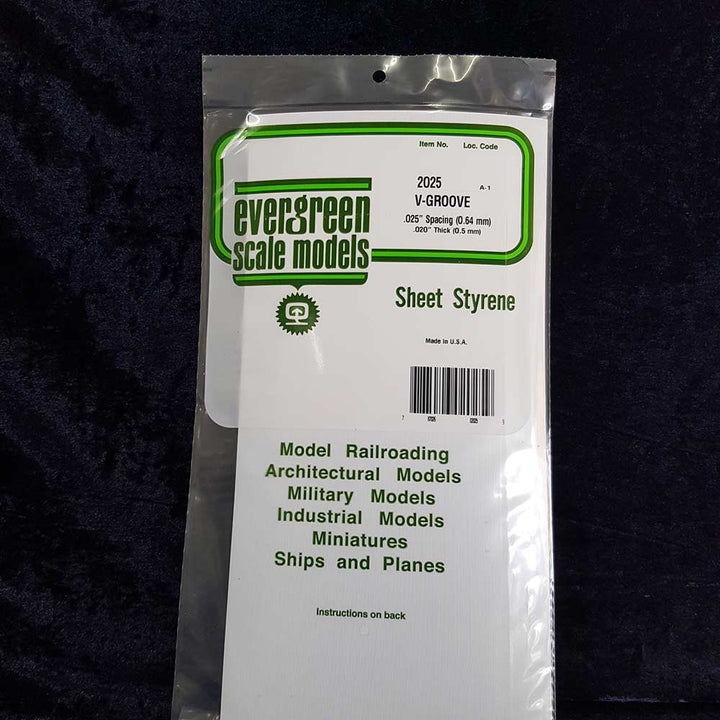 Item No. Loc. Code
2025 A-1
V-GROOVE
.025" Spacing (0.64 mm)
.020" Thick (0.5 mm)
evergreen
scale models
Sheet Styrene
Made in U.S.A.
Model Railroading
Architectural Models
Military Models
Industrial Models
Miniatures
Ships and Planes
Instructions on back